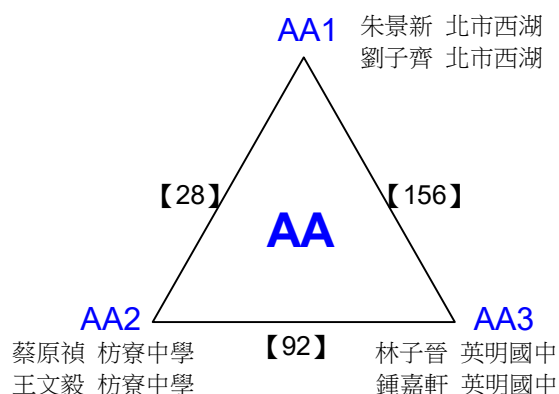 AA1 朱景新 北市西湖
劉子齊 北市西湖
【28】 【156】
AA
AA2 AA3
【92】
蔡原禎 枋寮中學 林子晉 英明國中
王文毅 枋寮中學 鍾嘉軒 英明國中